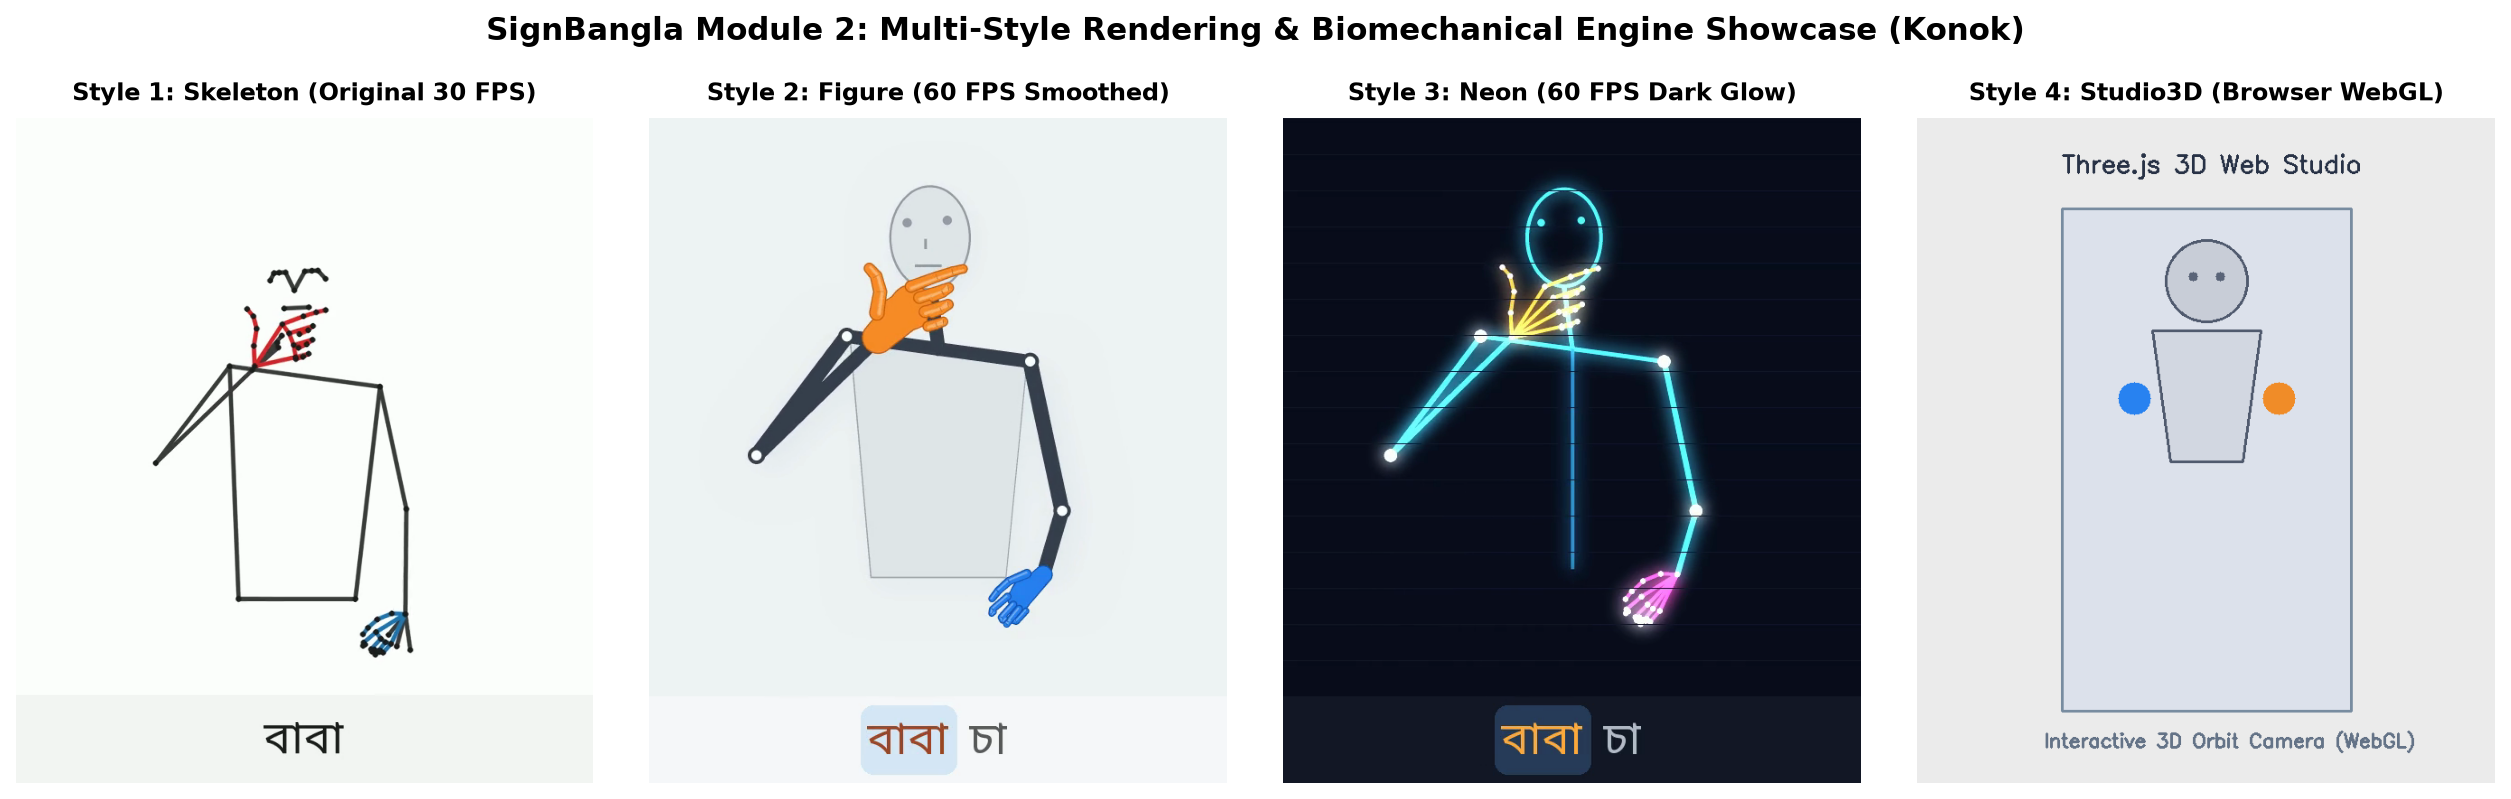 SignBangla Module 2: Multi-Style Rendering & Biomechanical Engine Showcase (Konok)
Style 1: Skeleton (Original 30 FPS)
বাবা
Style 2: Figure (60 FPS Smoothed)
বাবা চা
Style 3: Neon (60 FPS Dark Glow)
বাবা চা
Style 4: Studio3D (Browser WebGL)
Three.js 3D Web Studio
Interactive 3D Orbit Camera (WebGL)